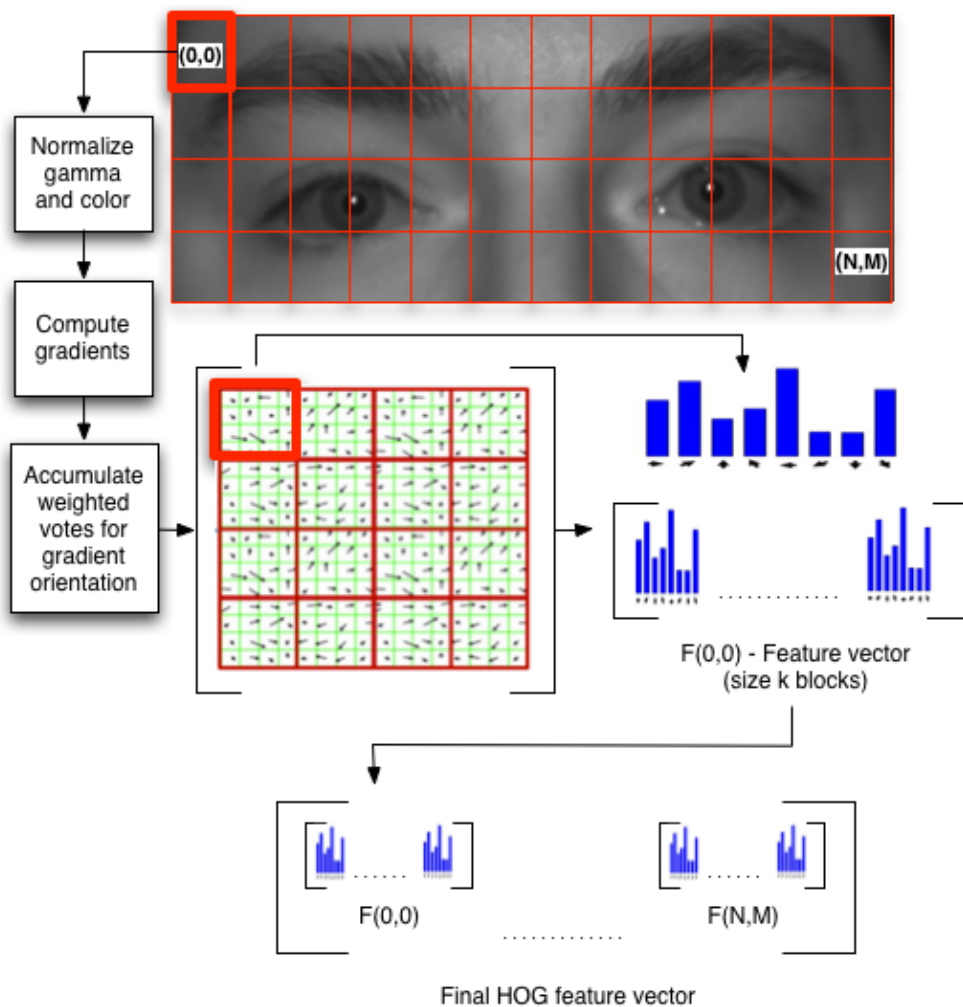 (0,0)
(N,M)
Normalize
gamma
and color
Compute
gradients
Accumulate
weighted
votes for
gradient
orientation
F(0,0) - Feature vector
(size k blocks)
F(0,0)
F(N,M)
Final HOG feature vector